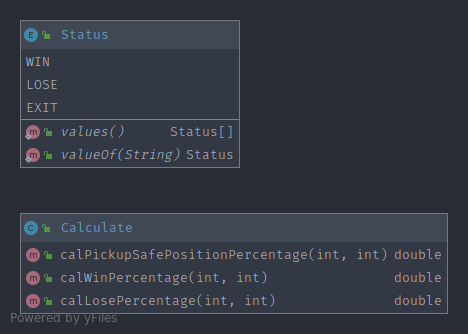 E Status
WIN
LOSE
EXIT
m values() Status[]
m valueOf(String) Status
C Calculate
m calPickupSafePositionPercentage(int, int) double
m calWinPercentage(int, int) double
m calLosePercentage(int, int) double
Powered by yFiles